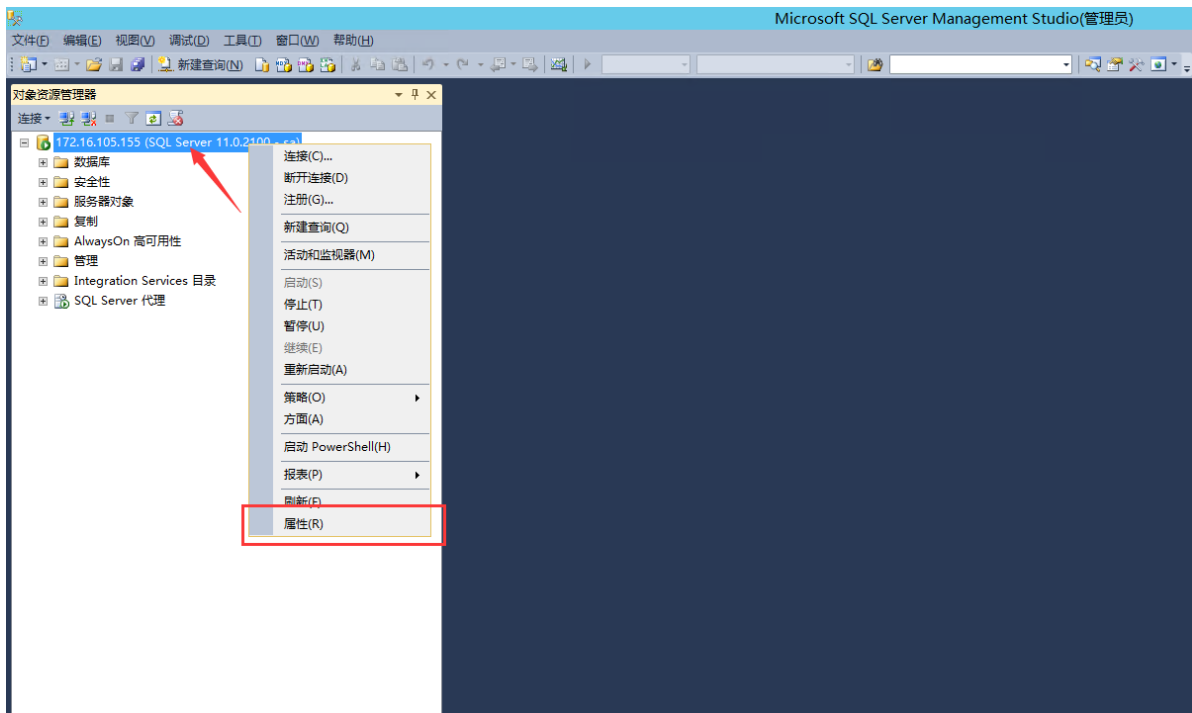 Microsoft SQL Server Management Studio(管理员)
文件(F) 编辑(E) 视图(V) 调试(D) 工具(T) 窗口(W) 帮助(H)
新建查询(N)
对象资源管理器
连接
172.16.105.155 (SQL Server 11.0.2100 - sa)
数据库
安全性
服务器对象
复制
AlwaysOn 高可用性
管理
Integration Services 目录
SQL Server 代理
连接(C)...
断开连接(D)
注册(G)...
新建查询(Q)
活动和监视器(M)
启动(S)
停止(T)
暂停(U)
继续(E)
重新启动(A)
策略(O)
方面(A)
启动 PowerShell(H)
报表(P)
刷新(F)
属性(R)